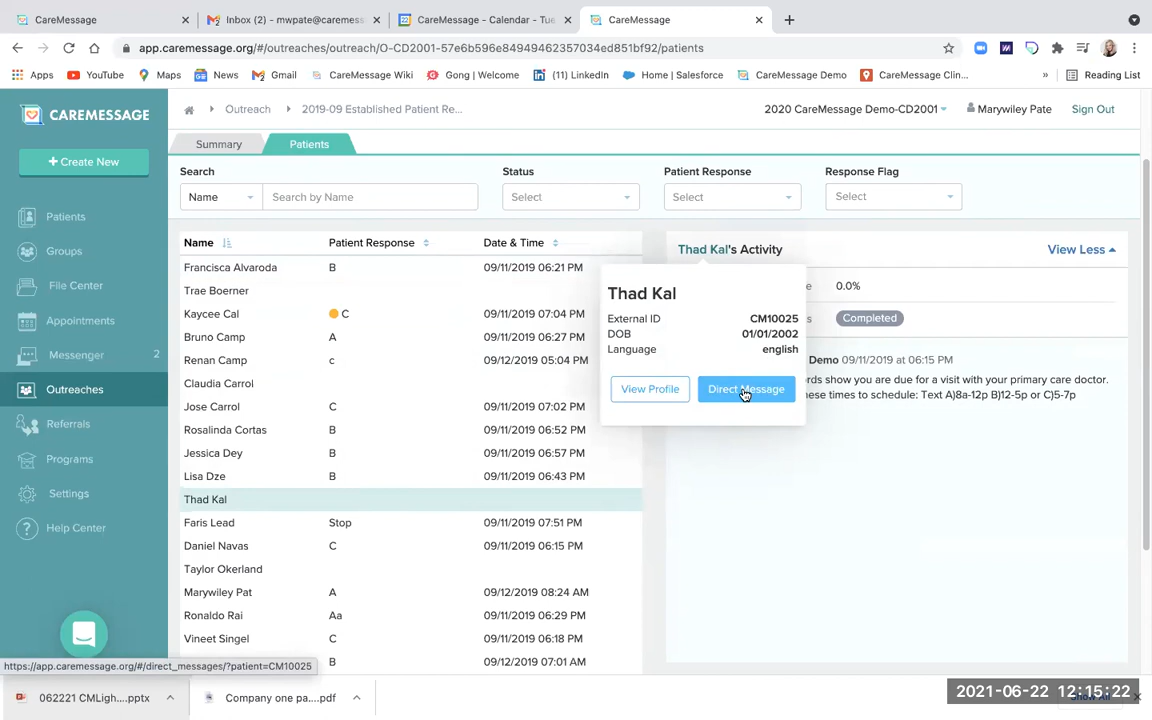 CareMessage
Inbox (2) - mwpate@caremess
CareMessage - Calendar - Tue
CareMessage
app.caremessage.org/#/outreaches/outreach/O-CD2001-57e6b596e84949462357034ed851bf92/patients
Apps
YouTube
Maps
News
Gmail
CareMessage Wiki
Gong | Welcome
(11) LinkedIn
Home | Salesforce
CareMessage Demo
CareMessage Clin...
»
Reading List
CAREMESSAGE
Outreach
2019-09 Established Patient Re...
2020 CareMessage Demo-CD2001
Marywiley Pate
Sign Out
+ Create New
Patients
Groups
File Center
Appointments
Messenger 2
Outreaches
Referrals
Programs
Settings
Help Center
Summary
Patients
Search
Status
Patient Response
Response Flag
Name
Search by Name
Select
Select
Select
Name Patient Response Date & Time
Francisca Alvaroda B 09/11/2019 06:21 PM
Trae Boerner
Kaycee Cal C 09/11/2019 07:04 PM
Bruno Camp A 09/11/2019 06:27 PM
Renan Camp c 09/12/2019 05:04 PM
Claudia Carrol
Jose Carrol C 09/11/2019 07:02 PM
Rosalinda Cortas B 09/11/2019 06:52 PM
Jessica Dey B 09/11/2019 06:57 PM
Lisa Dze B 09/11/2019 06:43 PM
Thad Kal
Faris Lead Stop 09/11/2019 07:51 PM
Daniel Navas C 09/11/2019 06:15 PM
Taylor Okerland
Marywiley Pat A 09/12/2019 08:24 AM
Ronaldo Rai Aa 09/11/2019 06:29 PM
Vineet Singel C 09/11/2019 06:18 PM
B 09/12/2019 07:01 AM
Thad Kal's Activity
View Less
e 0.0%
s Completed
Demo 09/11/2019 at 06:15 PM
rds show you are due for a visit with your primary care doctor.
hese times to schedule: Text A)8a-12p B)12-5p or C)5-7p
Thad Kal
External ID CM10025
DOB 01/01/2002
Language english
View Profile
Direct Message
https://app.caremessage.org/#/direct_messages/?patient=CM10025
062221 CMLigh....pptx
Company one pa....pdf
2021-06-22 12:15:22